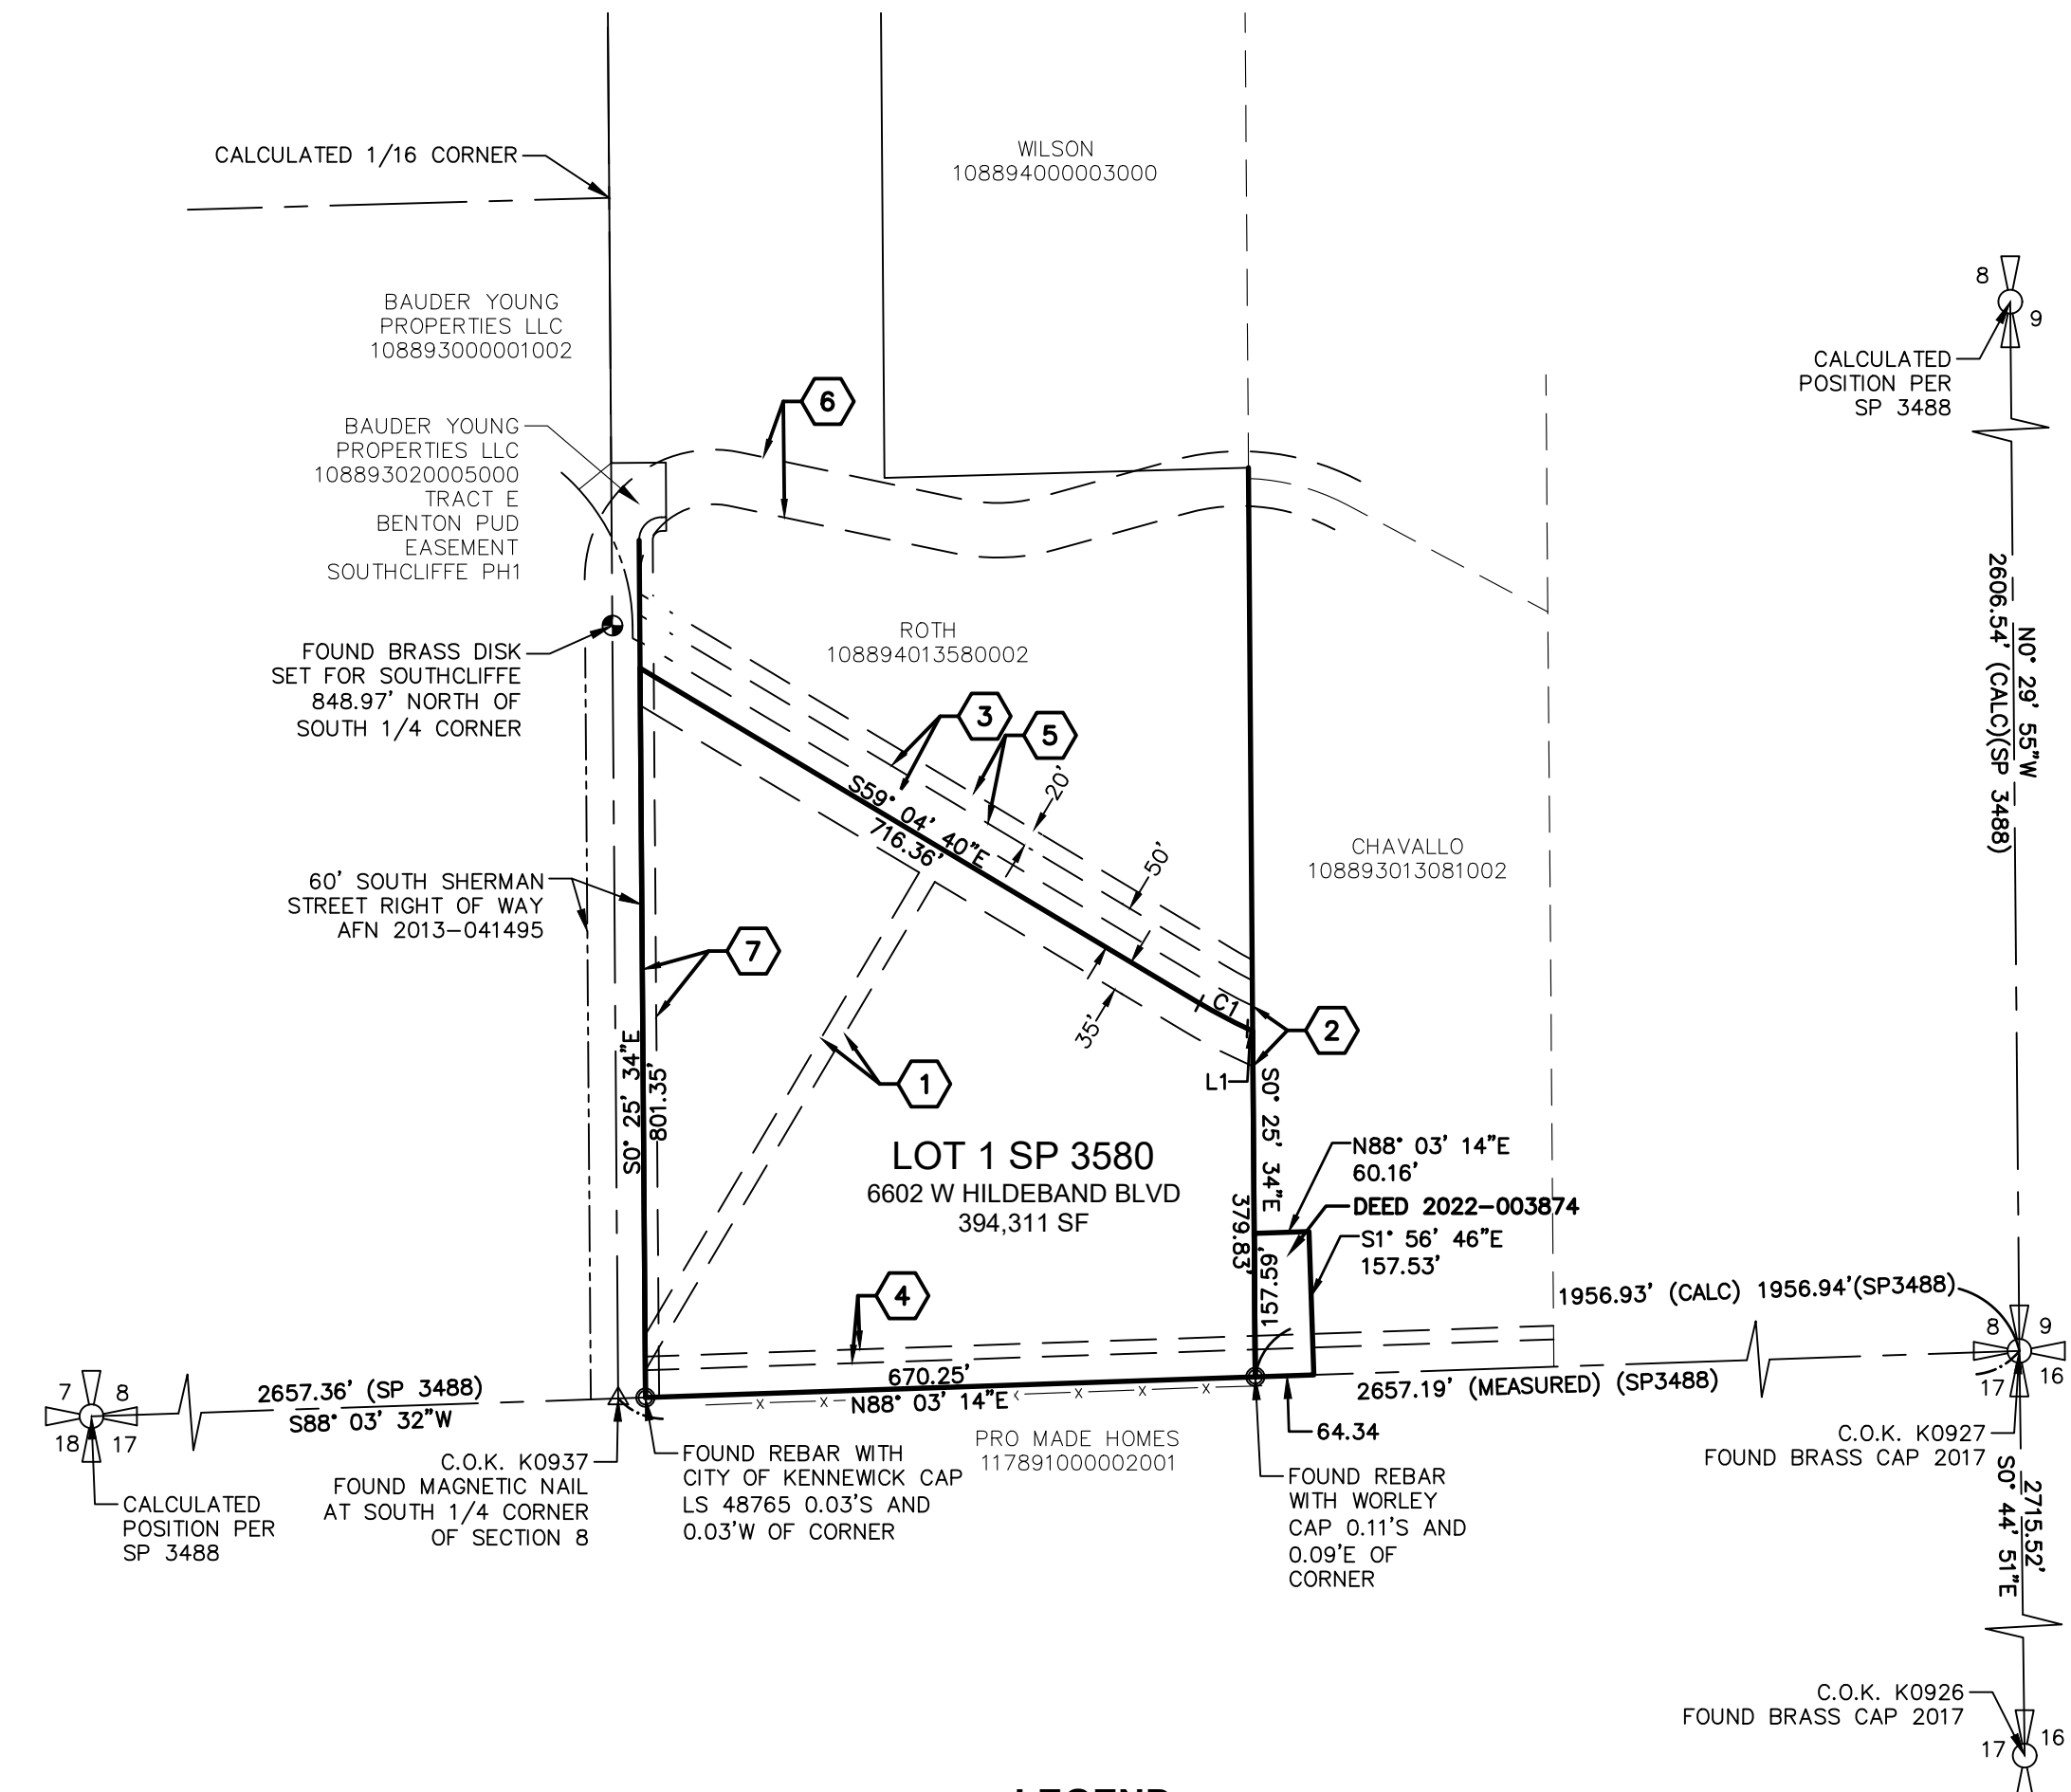 CALCULATED 1/16 CORNER
WILSON
108894000003000
BAUDER YOUNG
PROPERTIES LLC
108893000001002
8
9
CALCULATED
POSITION PER
SP 3488
6
BAUDER YOUNG
PROPERTIES LLC
108893020005000
TRACT E
BENTON PUD
EASEMENT
SOUTHCLIFFE PH1
N0° 29' 55"W
2606.54' (CALC)(SP 3488)
ROTH
108894013580002
FOUND BRASS DISK
SET FOR SOUTHCLIFFE
848.97' NORTH OF
SOUTH 1/4 CORNER
3
5
20'
S59° 04' 40"E
716.36'
50'
CHAVALLO
108893013081002
60' SOUTH SHERMAN
STREET RIGHT OF WAY
AFN 2013-041495
7
C1
2
35'
L1
1
S0° 25' 34"E
801.35'
S0° 25' 34"E
379.83'
LOT 1 SP 3580
6602 W HILDEBAND BLVD
394,311 SF
N88° 03' 14"E
60.16'
DEED 2022-003874
S1° 56' 46"E
157.53'
157.59'
4
1956.93' (CALC) 1956.94'(SP3488)
8
9
17
16
7
8
18
17
2657.36' (SP 3488)
S88° 03' 32"W
670.25'
N88° 03' 14"E
x x x x x
2657.19' (MEASURED) (SP3488)
64.34
PRO MADE HOMES
117891000002001
C.O.K. K0927
FOUND BRASS CAP 2017
CALCULATED
POSITION PER
SP 3488
C.O.K. K0937
FOUND MAGNETIC NAIL
AT SOUTH 1/4 CORNER
OF SECTION 8
FOUND REBAR WITH
CITY OF KENNEWICK CAP
LS 48765 0.03'S AND
0.03'W OF CORNER
FOUND REBAR
WITH WORLEY
CAP 0.11'S AND
0.09'E OF
CORNER
2715.52'
S0° 44' 51"E
C.O.K. K0926
FOUND BRASS CAP 2017
17
16
LEGEND